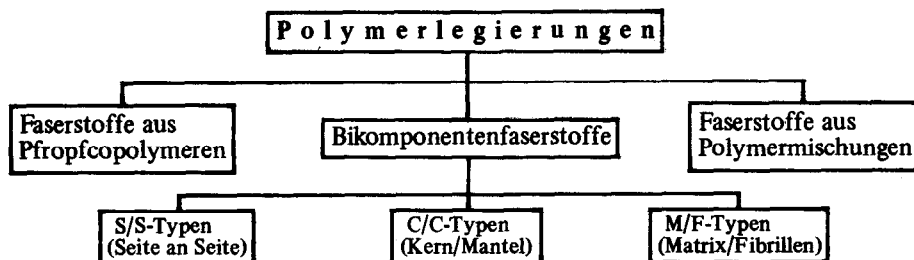 Polymerlegierungen
Faserstoffe aus
Pfropfcopolymeren
Bikomponentenfaserstoffe
Faserstoffe aus
Polymermischungen
S/S-Typen
(Seite an Seite)
C/C-Typen
(Kern/Mantel)
M/F-Typen
(Matrix/Fibrillen)